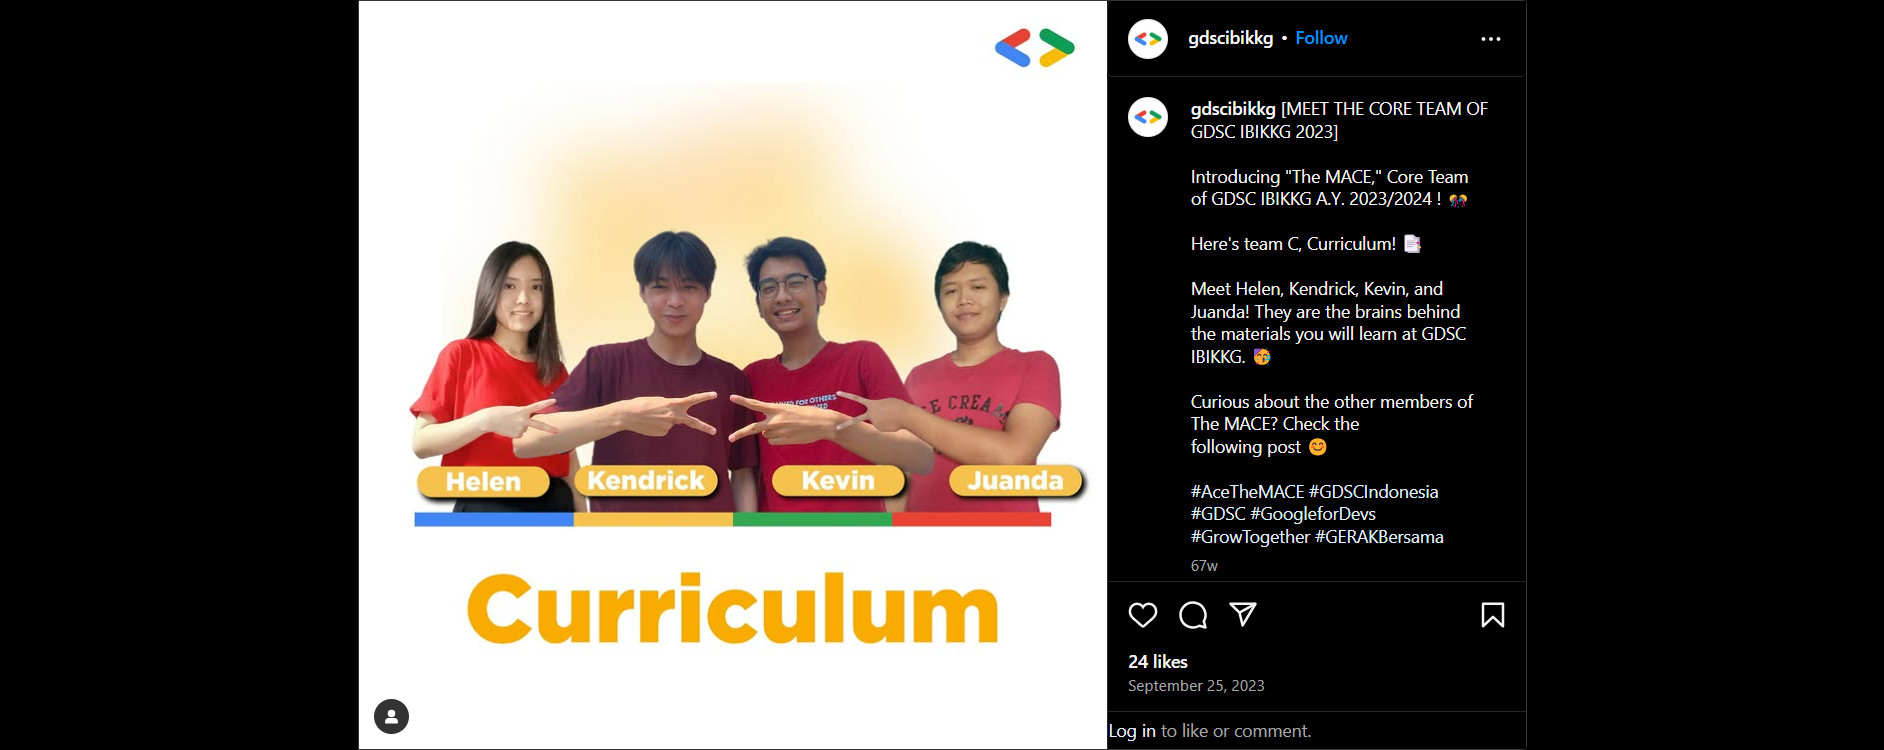 gdscibikkg • Follow
gdscibikkg [MEET THE CORE TEAM OF
GDSC IBIKKG 2023]
Introducing "The MACE," Core Team
of GDSC IBIKKG A.Y. 2023/2024 ! 🎊
Here's team C, Curriculum! 📑
Meet Helen, Kendrick, Kevin, and
Juanda! They are the brains behind
the materials you will learn at GDSC
IBIKKG. 🥳
Curious about the other members of
The MACE? Check the
following post 😊
#AceTheMACE #GDSCIndonesia
#GDSC #GoogleforDevs
#GrowTogether #GERAKBersama
67w
24 likes
September 25, 2023
Log in to like or comment.
Helen
Kendrick
Kevin
Juanda
Curriculum
FOR OTHERS
CREAM